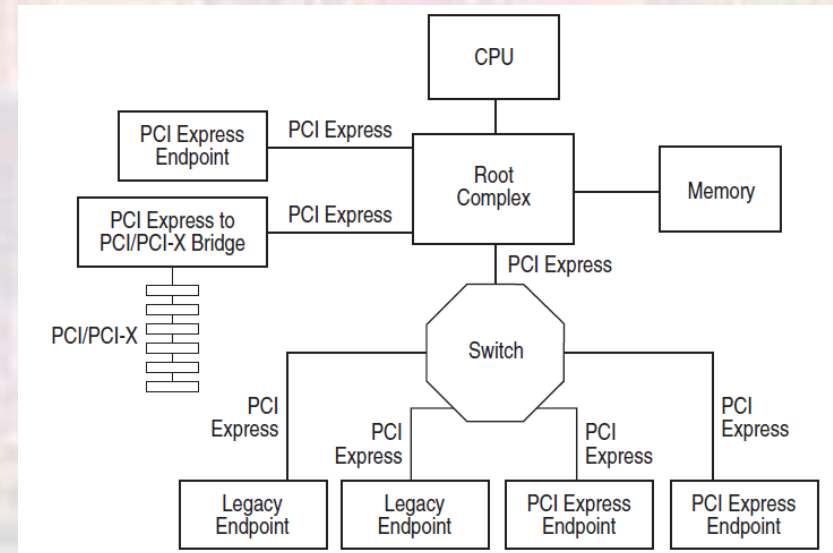 CPU
PCI Express
Endpoint
PCI Express
Root
Complex
Memory
PCI Express to
PCI/PCI-X Bridge
PCI Express
PCI Express
PCI/PCI-X
Switch
PCI
Express
PCI
Express
PCI
Express
PCI
Express
Legacy
Endpoint
Legacy
Endpoint
PCI Express
Endpoint
PCI Express
Endpoint